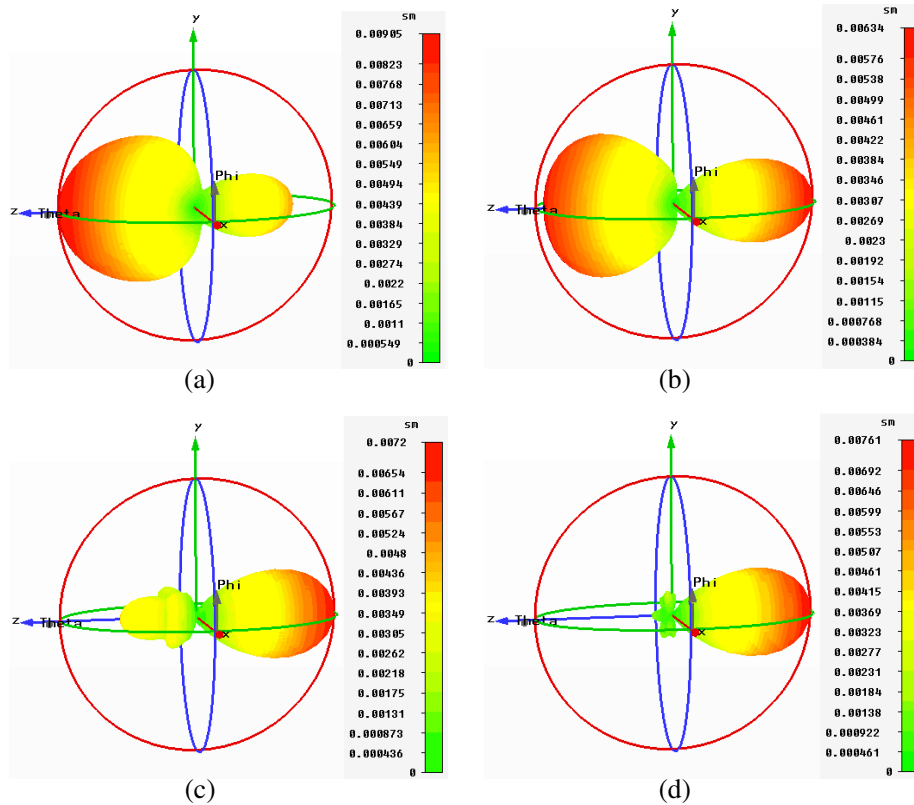 y
Phi
z
Theta
x
sm
0.00905
0.00823
0.00768
0.00713
0.00659
0.00604
0.00549
0.00494
0.00439
0.00384
0.00329
0.00274
0.0022
0.00165
0.0011
0.000549
0
(a)
y
Phi
z
Theta
x
sm
0.00634
0.00576
0.00538
0.00499
0.00461
0.00422
0.00384
0.00346
0.00307
0.00269
0.0023
0.00192
0.00154
0.00115
0.000768
0.000384
0
(b)
y
Phi
z
Theta
x
sm
0.0072
0.00654
0.00611
0.00567
0.00524
0.0048
0.00436
0.00393
0.00349
0.00305
0.00262
0.00218
0.00175
0.00131
0.000873
0.000436
0
(c)
y
Phi
z
Theta
x
sm
0.00761
0.00692
0.00646
0.00599
0.00553
0.00507
0.00461
0.00415
0.00369
0.00323
0.00277
0.00231
0.00184
0.00138
0.000922
0.000461
0
(d)